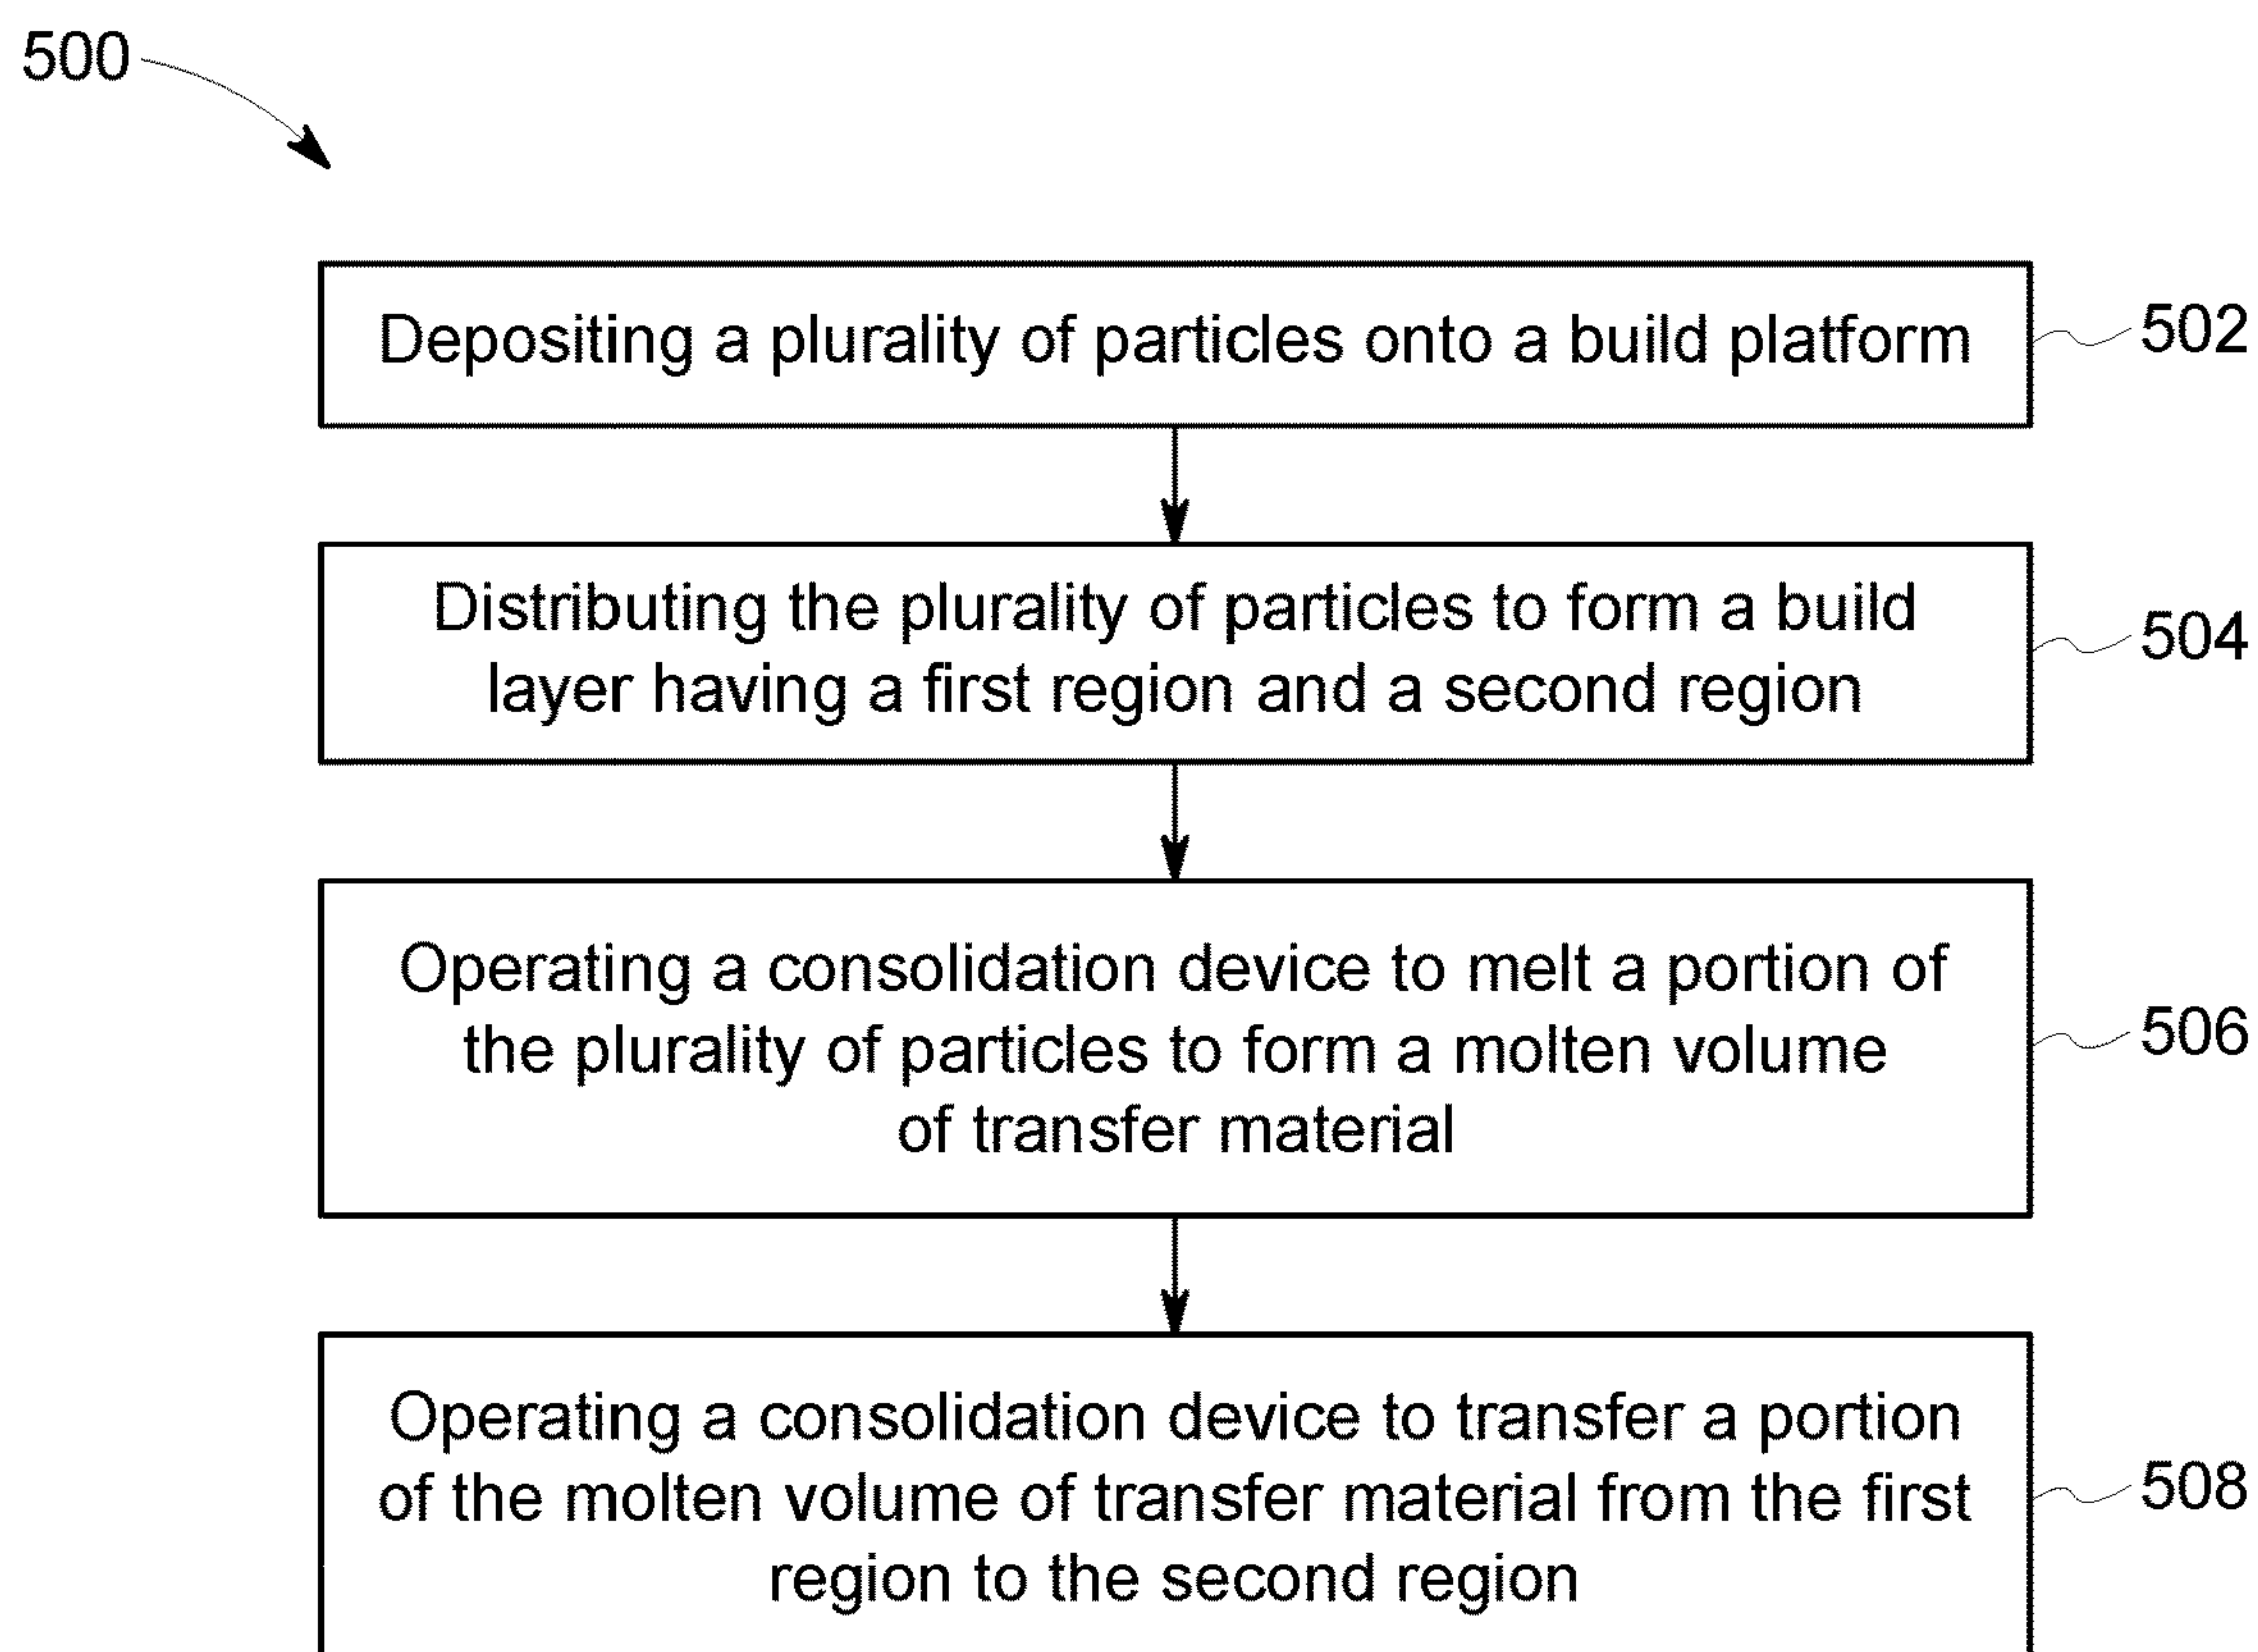 500
Depositing a plurality of particles onto a build platform
502
Distributing the plurality of particles to form a build
layer having a first region and a second region
504
Operating a consolidation device to melt a portion of
the plurality of particles to form a molten volume
of transfer material
506
Operating a consolidation device to transfer a portion
of the molten volume of transfer material from the first
region to the second region
508